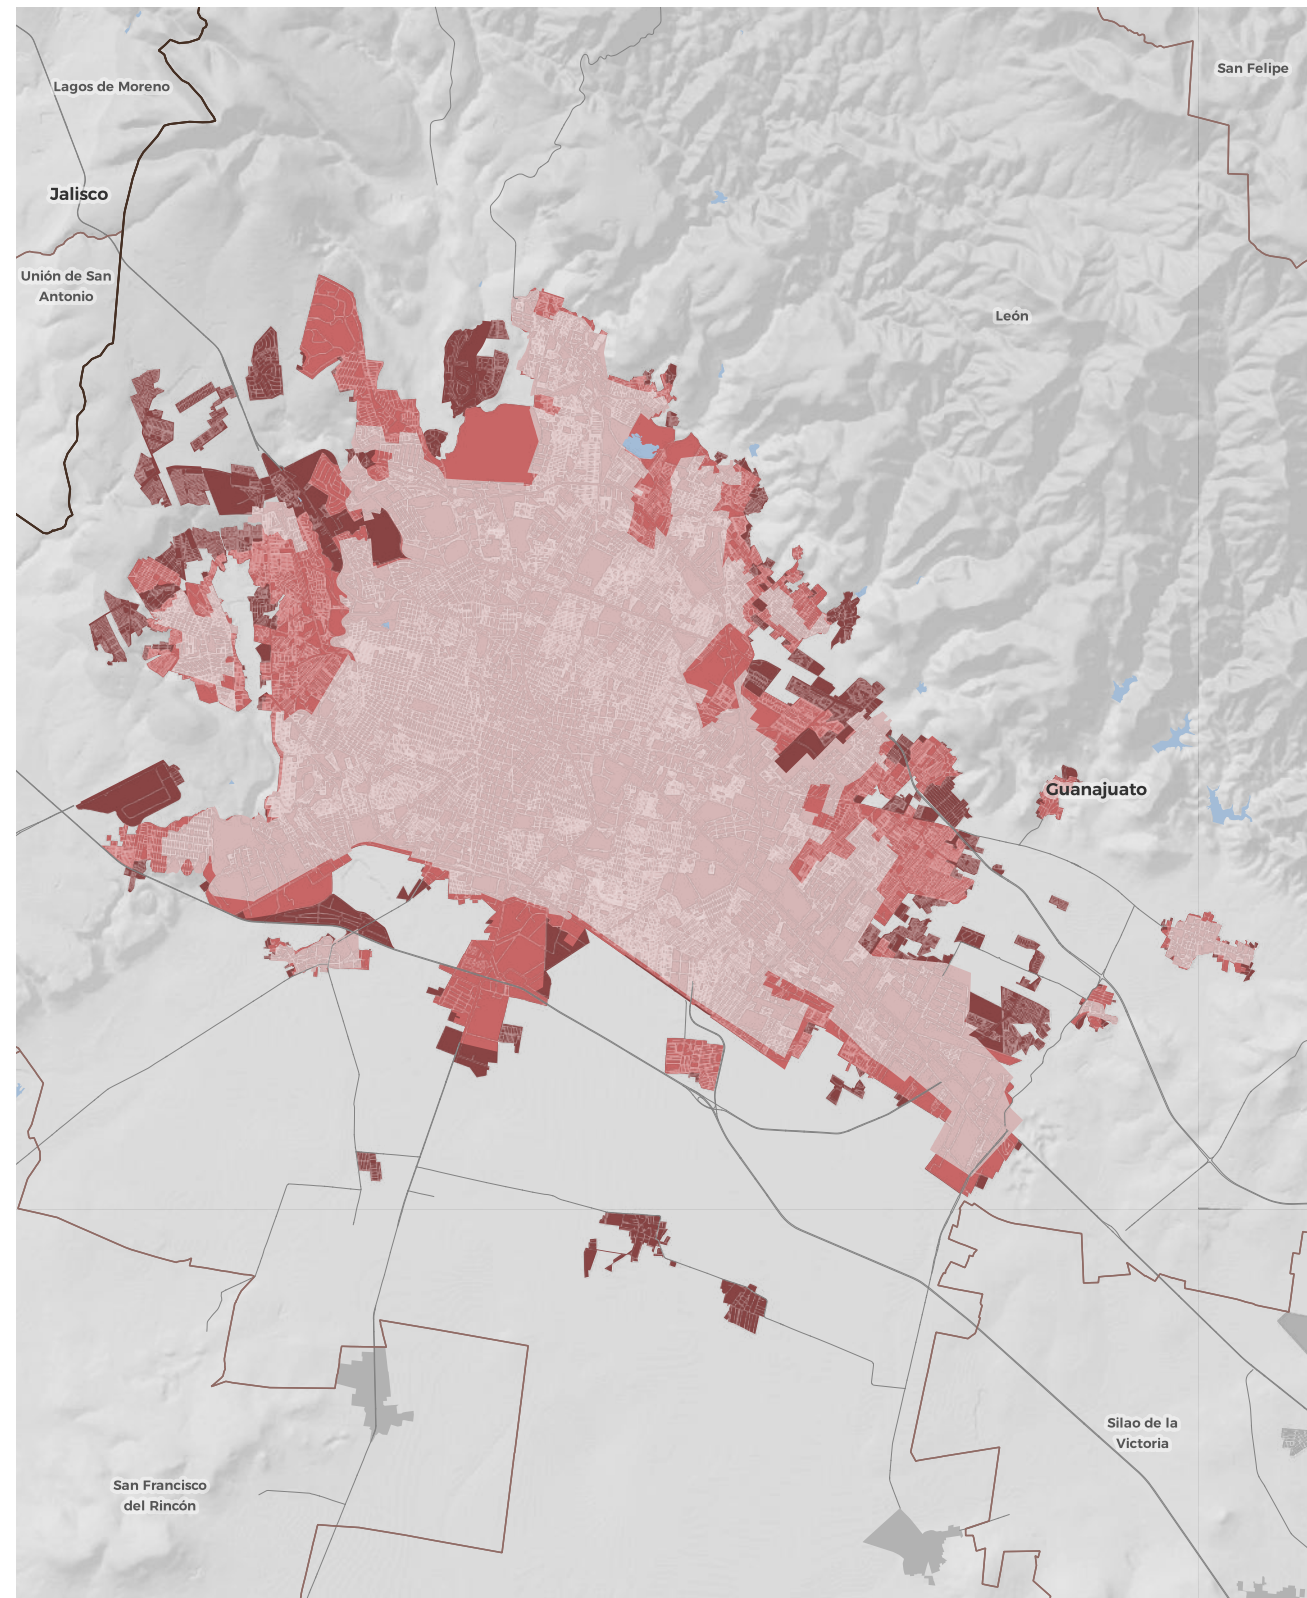 San Felipe
Lagos de Moreno
Jalisco
Unión de San
Antonio
León
Guanajuato
Silao de la
Victoria
San Francisco
del Rincón